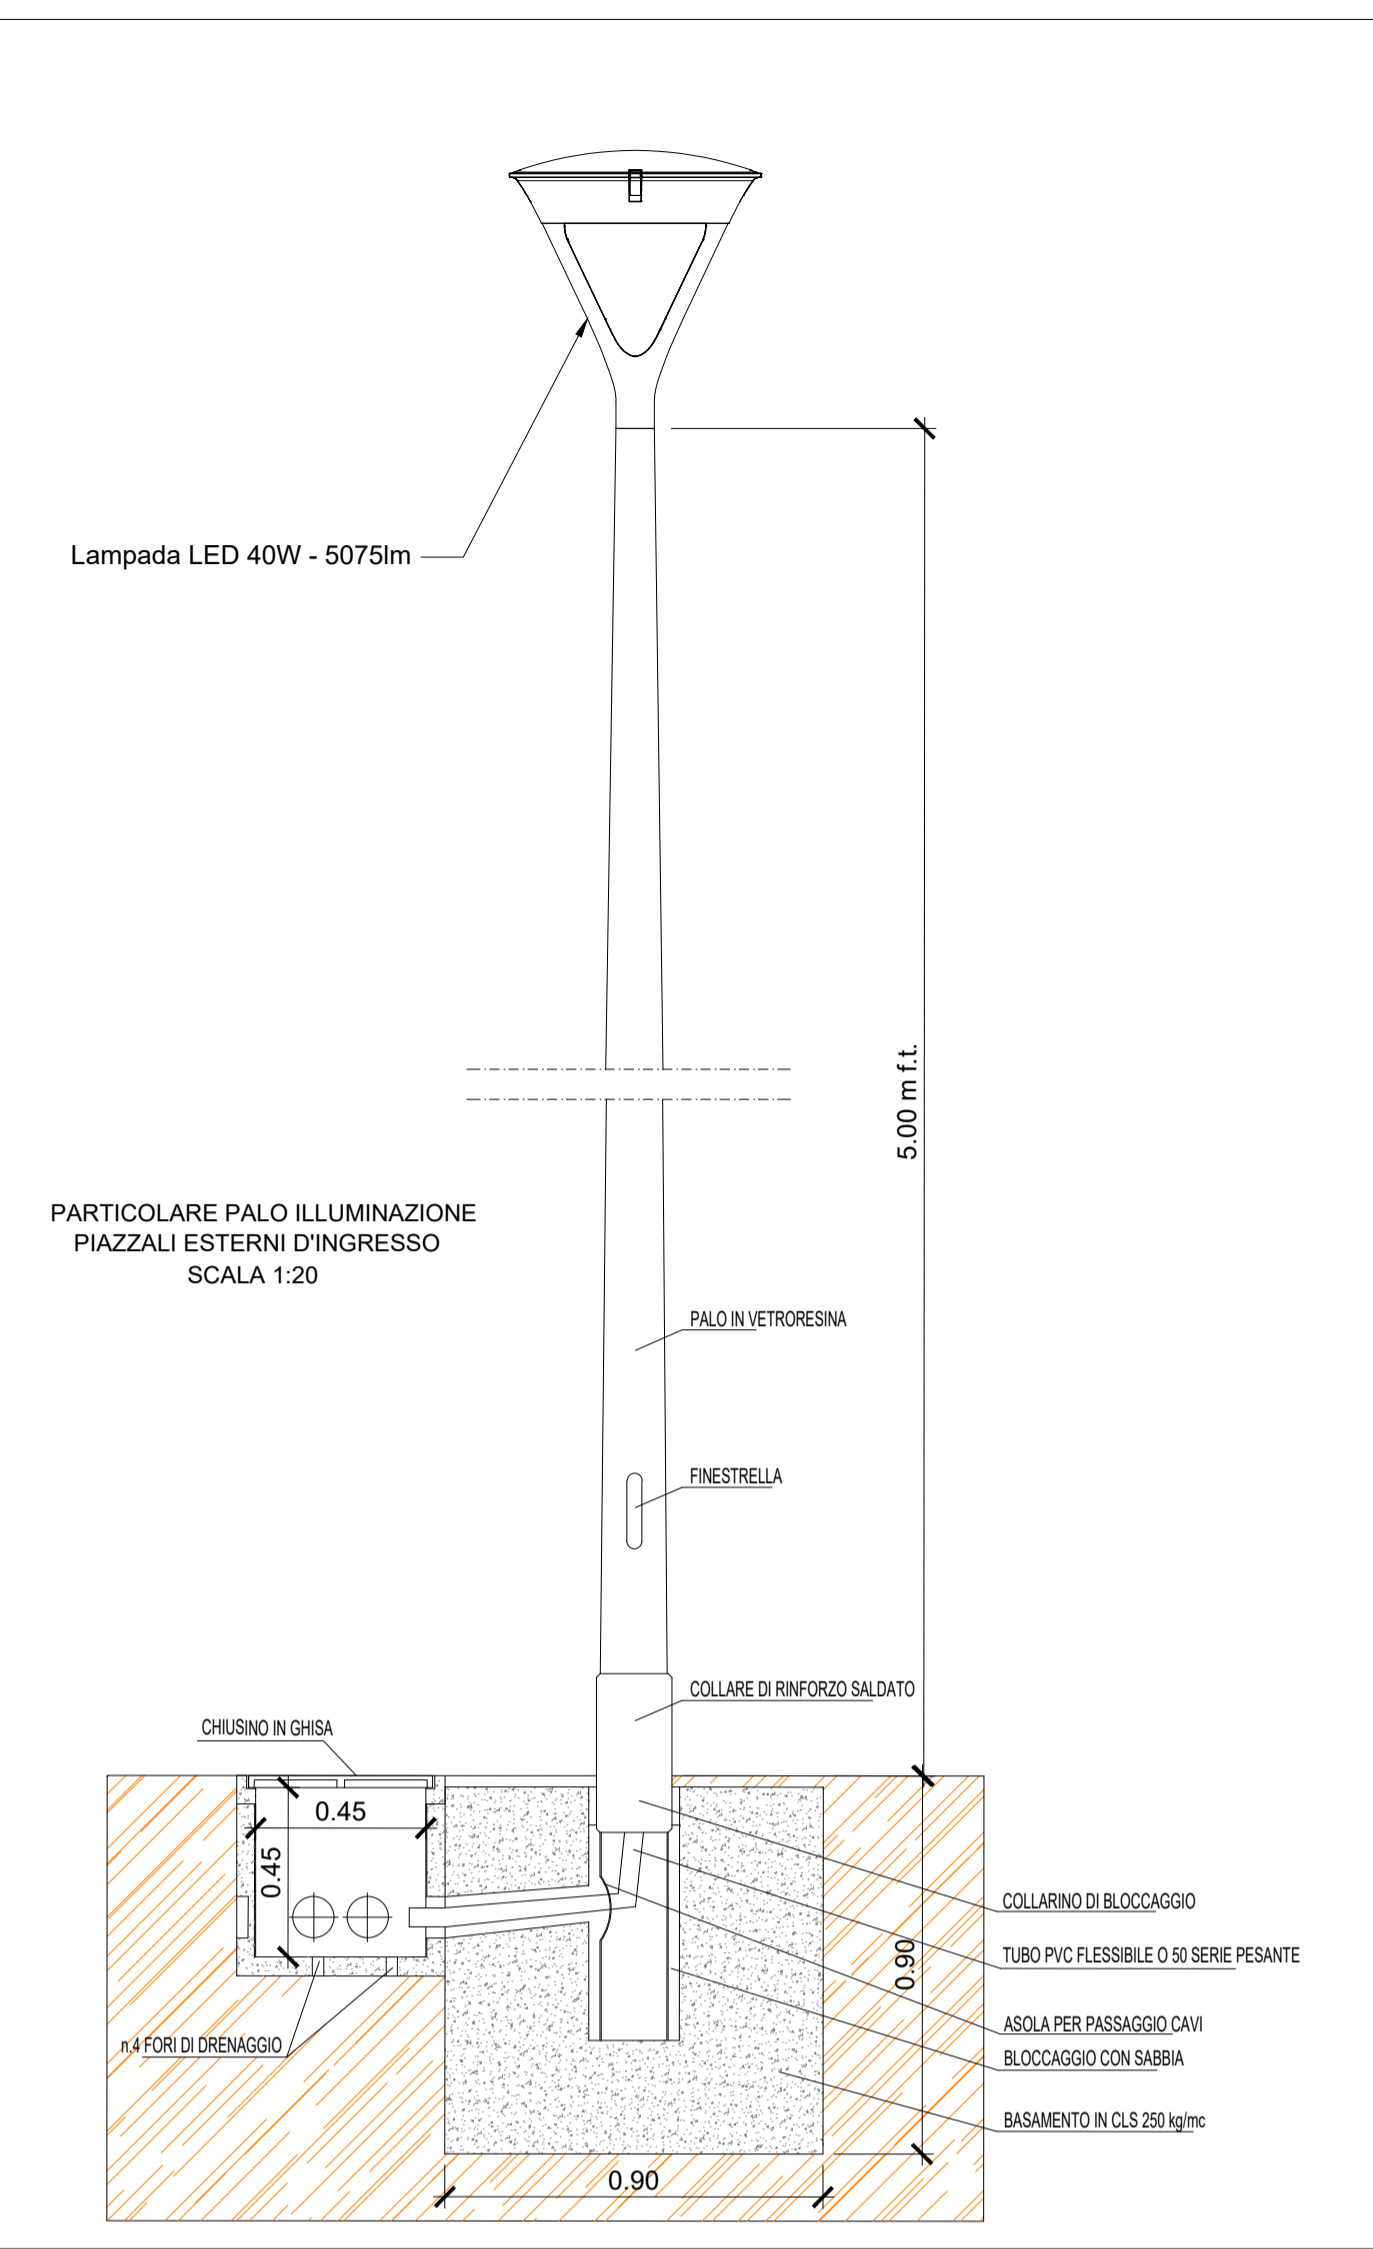 Lampada LED 40W - 5075lm
5.00 m f.t.
PARTICOLARE PALO ILLUMINAZIONE
PIAZZALI ESTERNI D'INGRESSO
SCALA 1:20
PALO IN VETRORESINA
FINESTRELLA
COLLARE DI RINFORZO SALDATO
CHIUSINO IN GHISA
0.45
0.45
COLLARINO DI BLOCCAGGIO
0.90
TUBO PVC FLESSIBILE O 50 SERIE PESANTE
ASOLA PER PASSAGGIO CAVI
n.4 FORI DI DRENAGGIO
BLOCCAGGIO CON SABBIA
BASAMENTO IN CLS 250 kg/mc
0.90